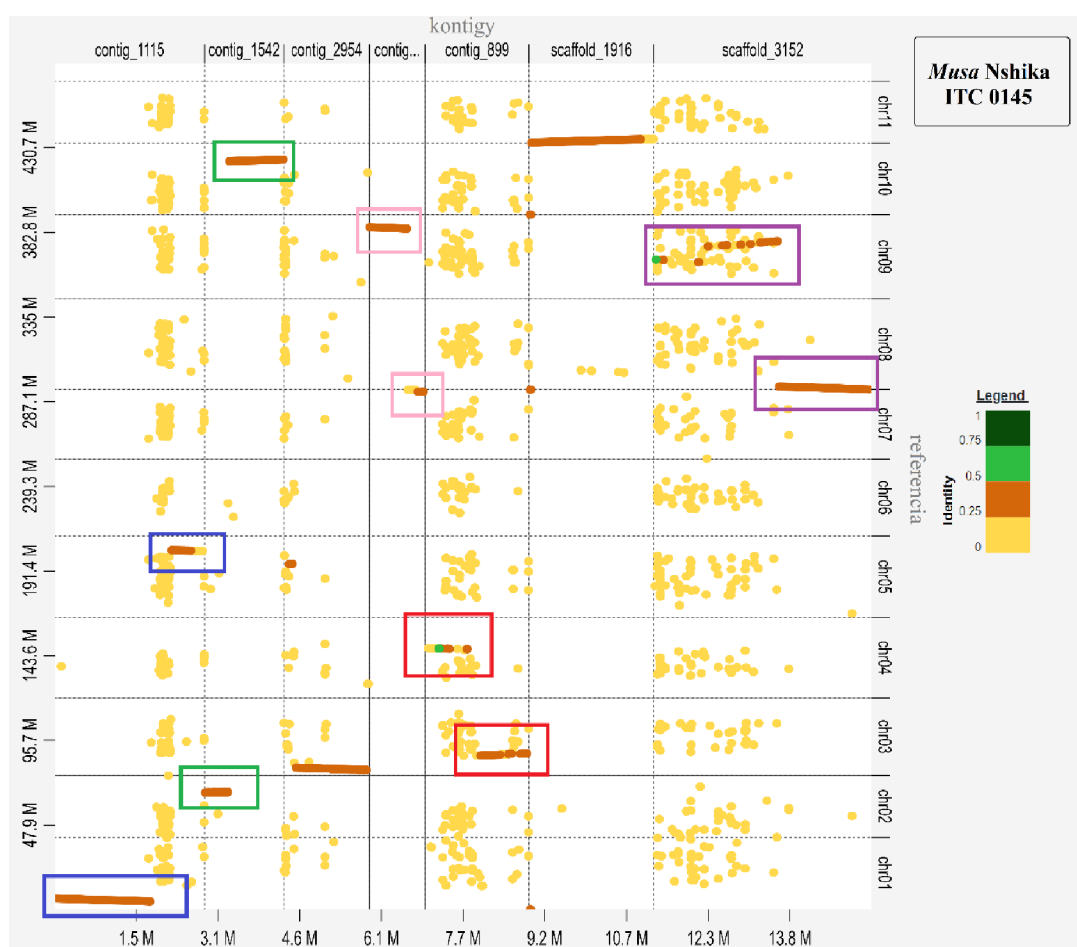 kontigy
contig_1115 contig_1542 contig_2954 contig... contig_899 scaffold_1916 scaffold_3152
Musa Nshika
ITC 0145
chr11
chr10
chr09
chr08
chr07
chr06
chr05
chr04
chr03
chr02
chr01
430.7 M
382.8 M
335 M
287.1 M
239.3 M
191.4 M
143.6 M
95.7 M
47.9 M
referencia
Legend
Identity
1
0.75
0.5
0.25
0
1.5 M 3.1 M 4.6 M 6.1 M 7.7 M 9.2 M 10.7 M 12.3 M 13.8 M